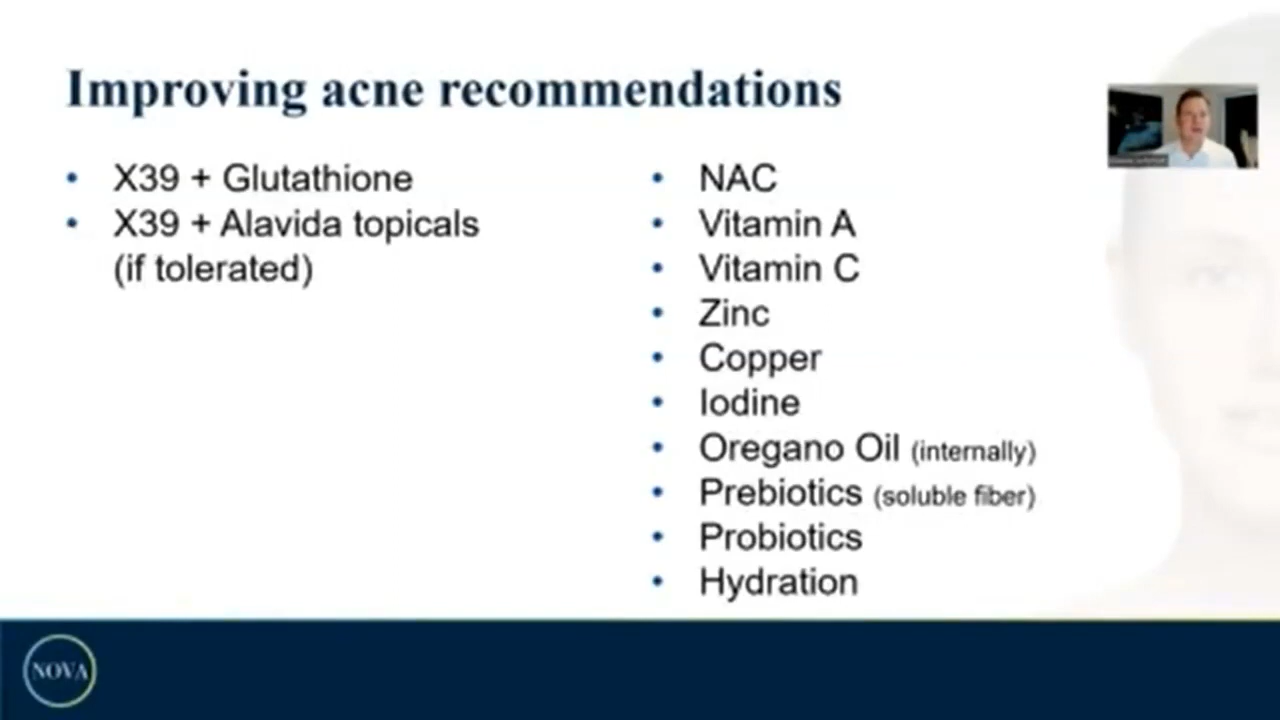 Improving acne recommendations
• X39 + Glutathione
• X39 + Alavida topicals
(if tolerated)
• NAC
• Vitamin A
• Vitamin C
• Zinc
• Copper
• Iodine
• Oregano Oil (internally)
• Prebiotics (soluble fiber)
• Probiotics
• Hydration
NOVA